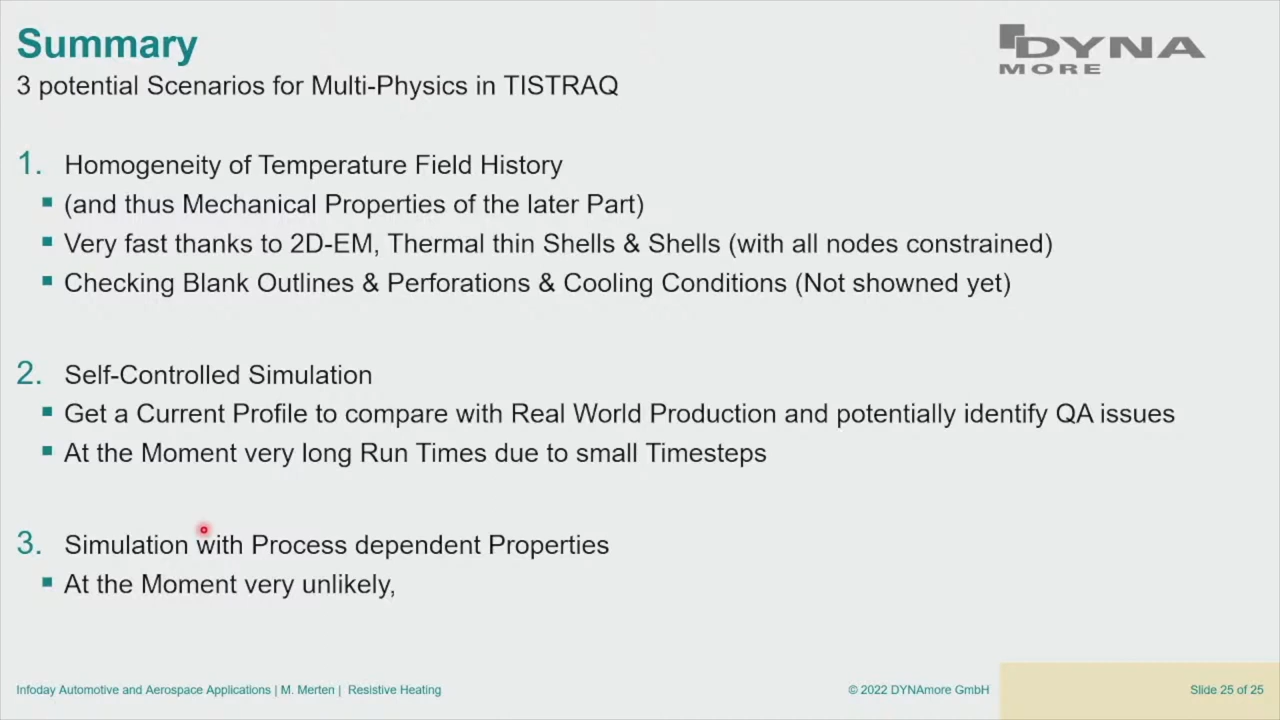 Summary
DYNA
MORE
3 potential Scenarios for Multi-Physics in TISTRAQ
1. Homogeneity of Temperature Field History
(and thus Mechanical Properties of the later Part)
Very fast thanks to 2D-EM, Thermal thin Shells & Shells (with all nodes constrained)
Checking Blank Outlines & Perforations & Cooling Conditions (Not showned yet)
2. Self-Controlled Simulation
Get a Current Profile to compare with Real World Production and potentially identify QA issues
At the Moment very long Run Times due to small Timesteps
3. Simulation with Process dependent Properties
At the Moment very unlikely,
Infoday Automotive and Aerospace Applications | M. Merten | Resistive Heating
© 2022 DYNAmore GmbH
Slide 25 of 25